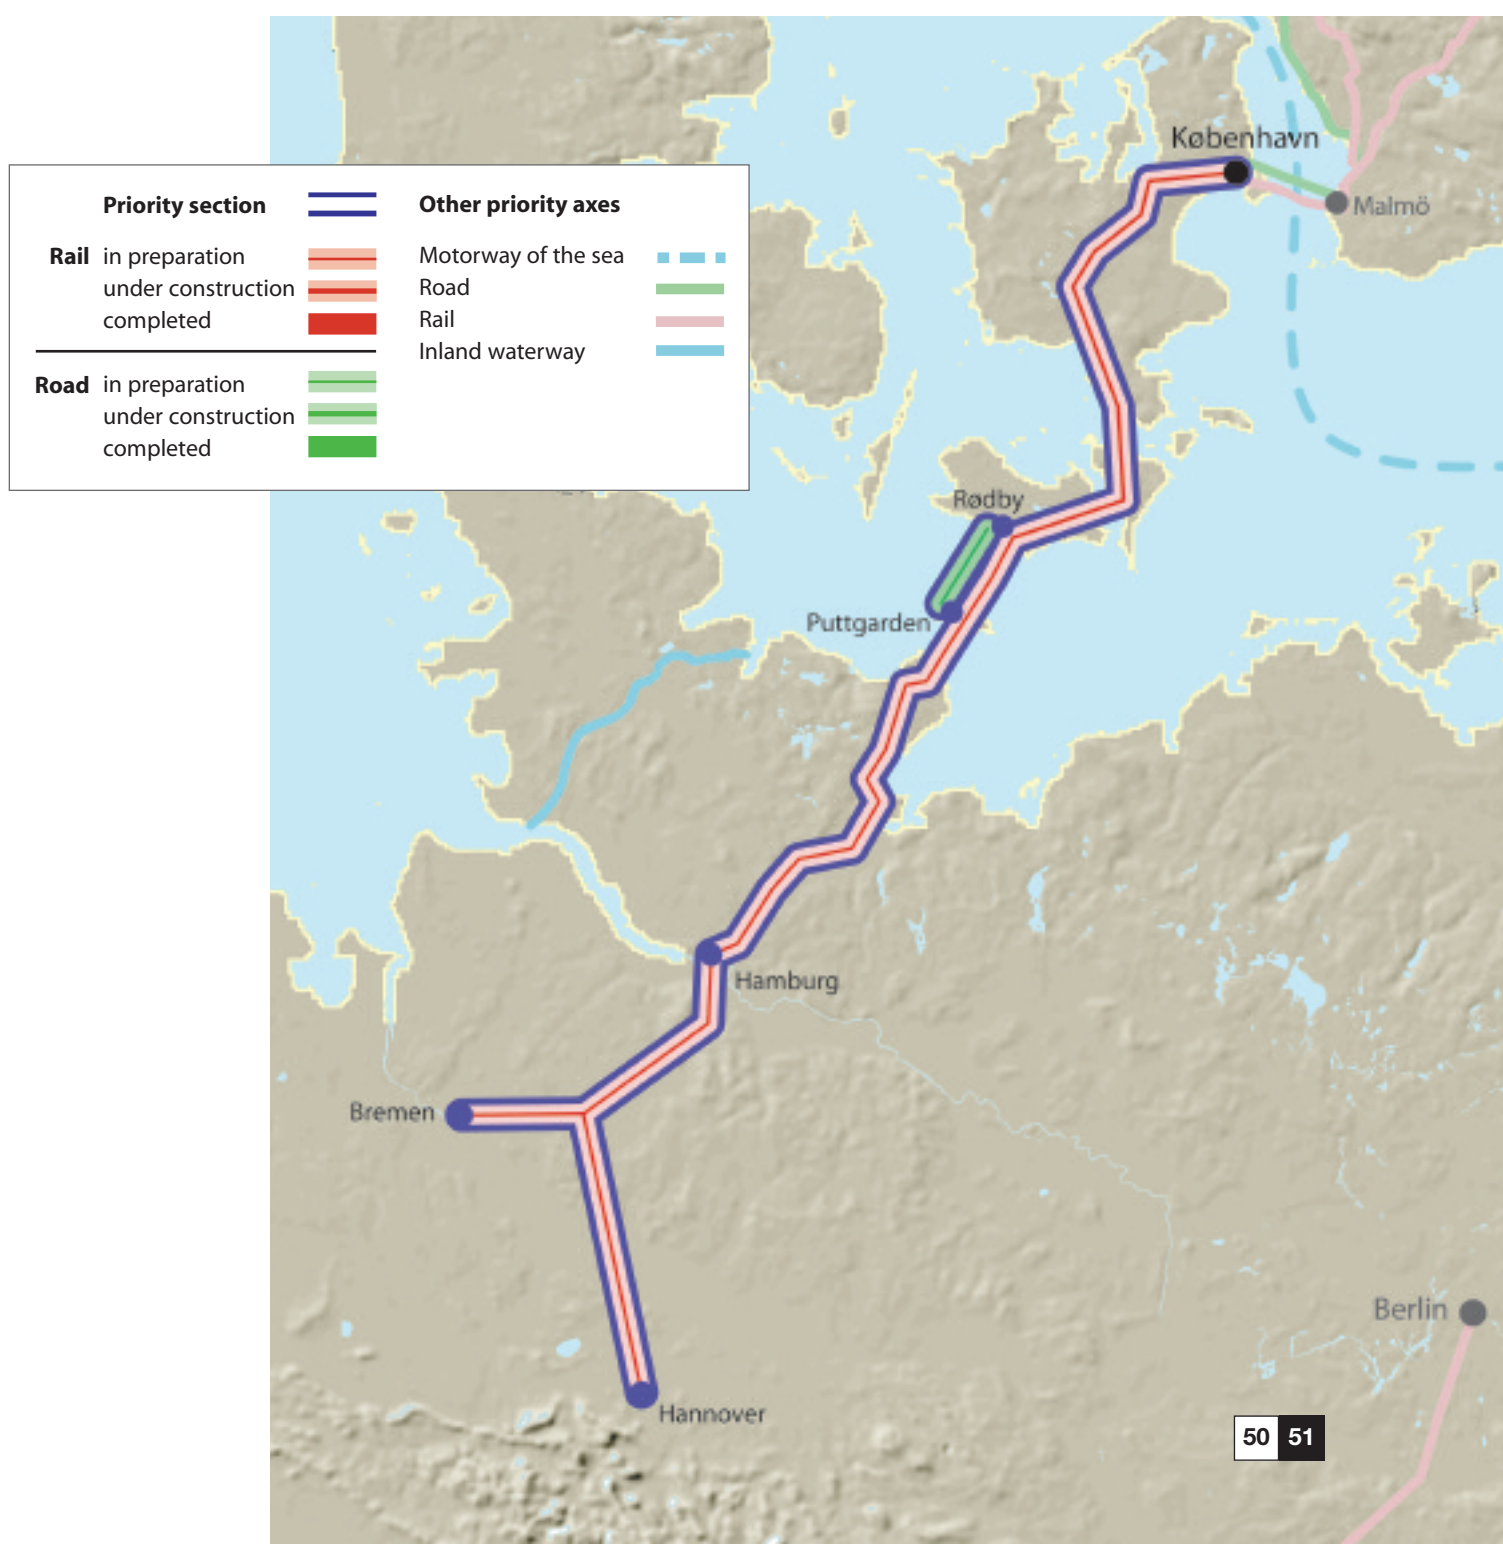 København
Malmö
Priority section
Other priority axes
Rail in preparation
under construction
completed
Motorway of the sea
Road
Rail
Inland waterway
Road in preparation
under construction
completed
Rødby
Puttgarden
Hamburg
Bremen
Berlin
Hannover
50 51